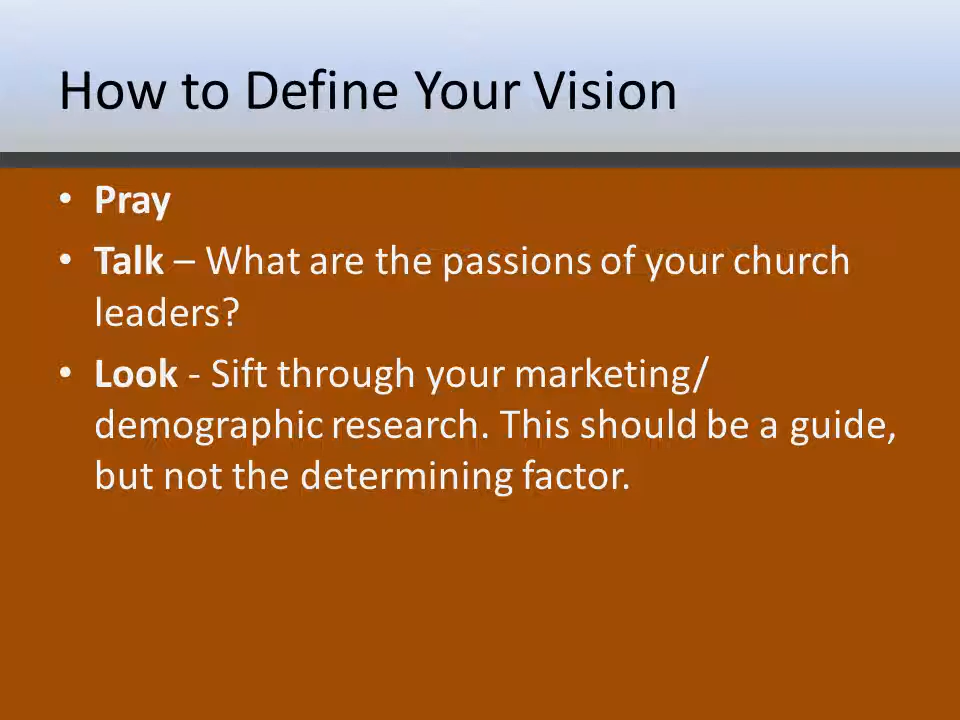 How to Define Your Vision
• Pray
• Talk – What are the passions of your church
leaders?
• Look - Sift through your marketing/
demographic research. This should be a guide,
but not the determining factor.